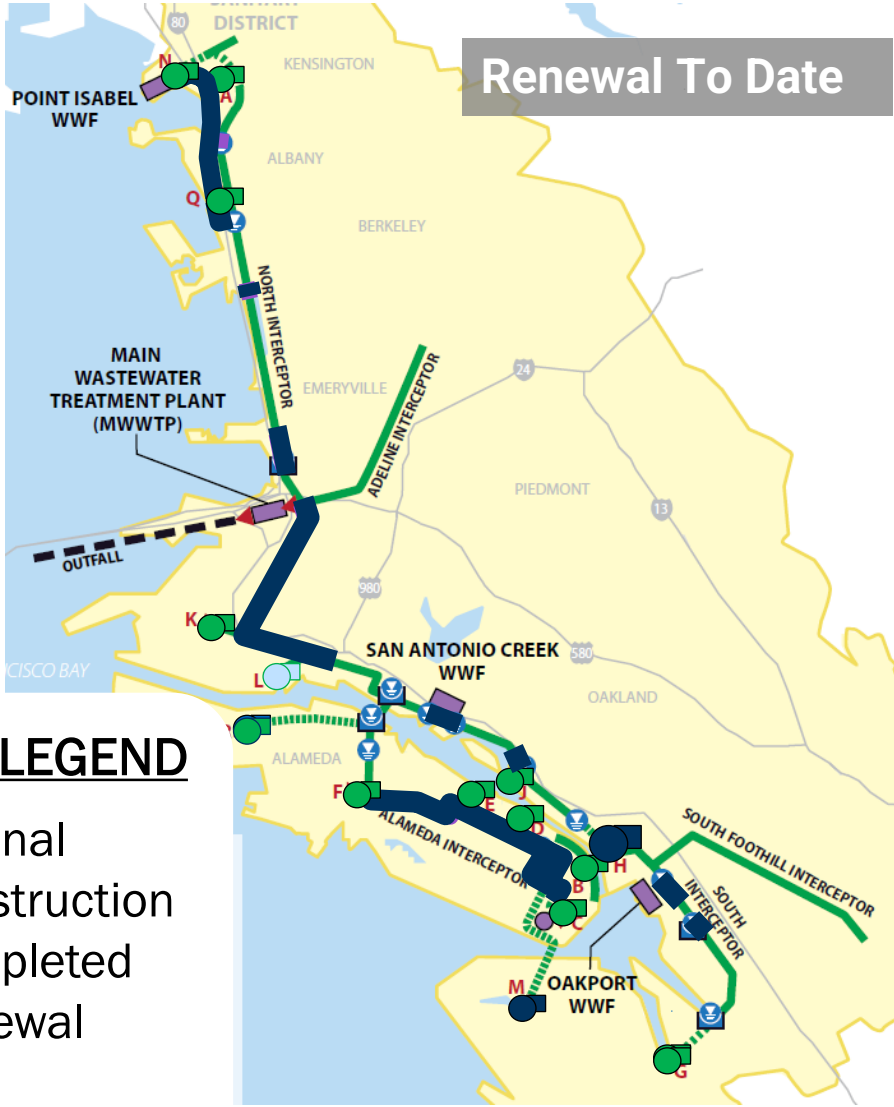 DISTRICT
80
KENSINGTON
Renewal To Date
N
A
POINT ISABEL
WWF
ALBANY
Q
BERKELEY
NORTH INTERCEPTOR
MAIN
WASTEWATER
TREATMENT PLANT
(MWWTP)
EMERYVILLE
24
ADELINE INTERCEPTOR
PIEDMONT
13
OUTFALL
980
K
SAN ANTONIO CREEK
WWF
580
CISCO BAY
L
OAKLAND
LEGEND
ALAMEDA
F
E
J
D
ALAMEDA INTERCEPTOR
H
B
C
SOUTH FOOTHILL INTERCEPTOR
SOUTH
INTERCEPTOR
nal
struction
pleted
ewal
M
OAKPORT
WWF
G